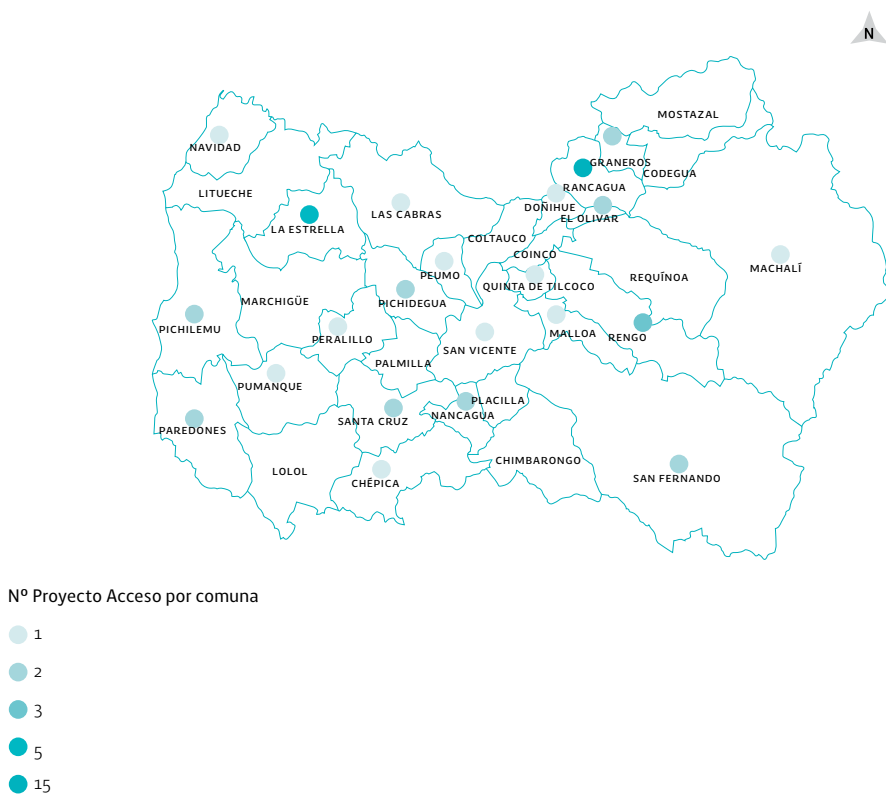 N
MOSTAZAL
NAVIDAD
GRANEROS
CODEGUA
RANCAGUA
LITUECHE
LAS CABRAS
DOÑIHUE
EL OLIVAR
LA ESTRELLA
COLTAUCO
COINCO
MACHALÍ
PEUMO
REQUÍNOA
QUINTA DE TILCOCO
MARCHIGÜE
PICHIDEGUA
PICHILEMU
MALLOA
RENGO
PERALILLO
SAN VICENTE
PALMILLA
PUMANQUE
PLACILLA
NANCAGUA
SANTA CRUZ
PAREDONES
CHIMBARONGO
LOLOL
SAN FERNANDO
CHÉPICA
Nº Proyecto Acceso por comuna
1
2
3
5
15